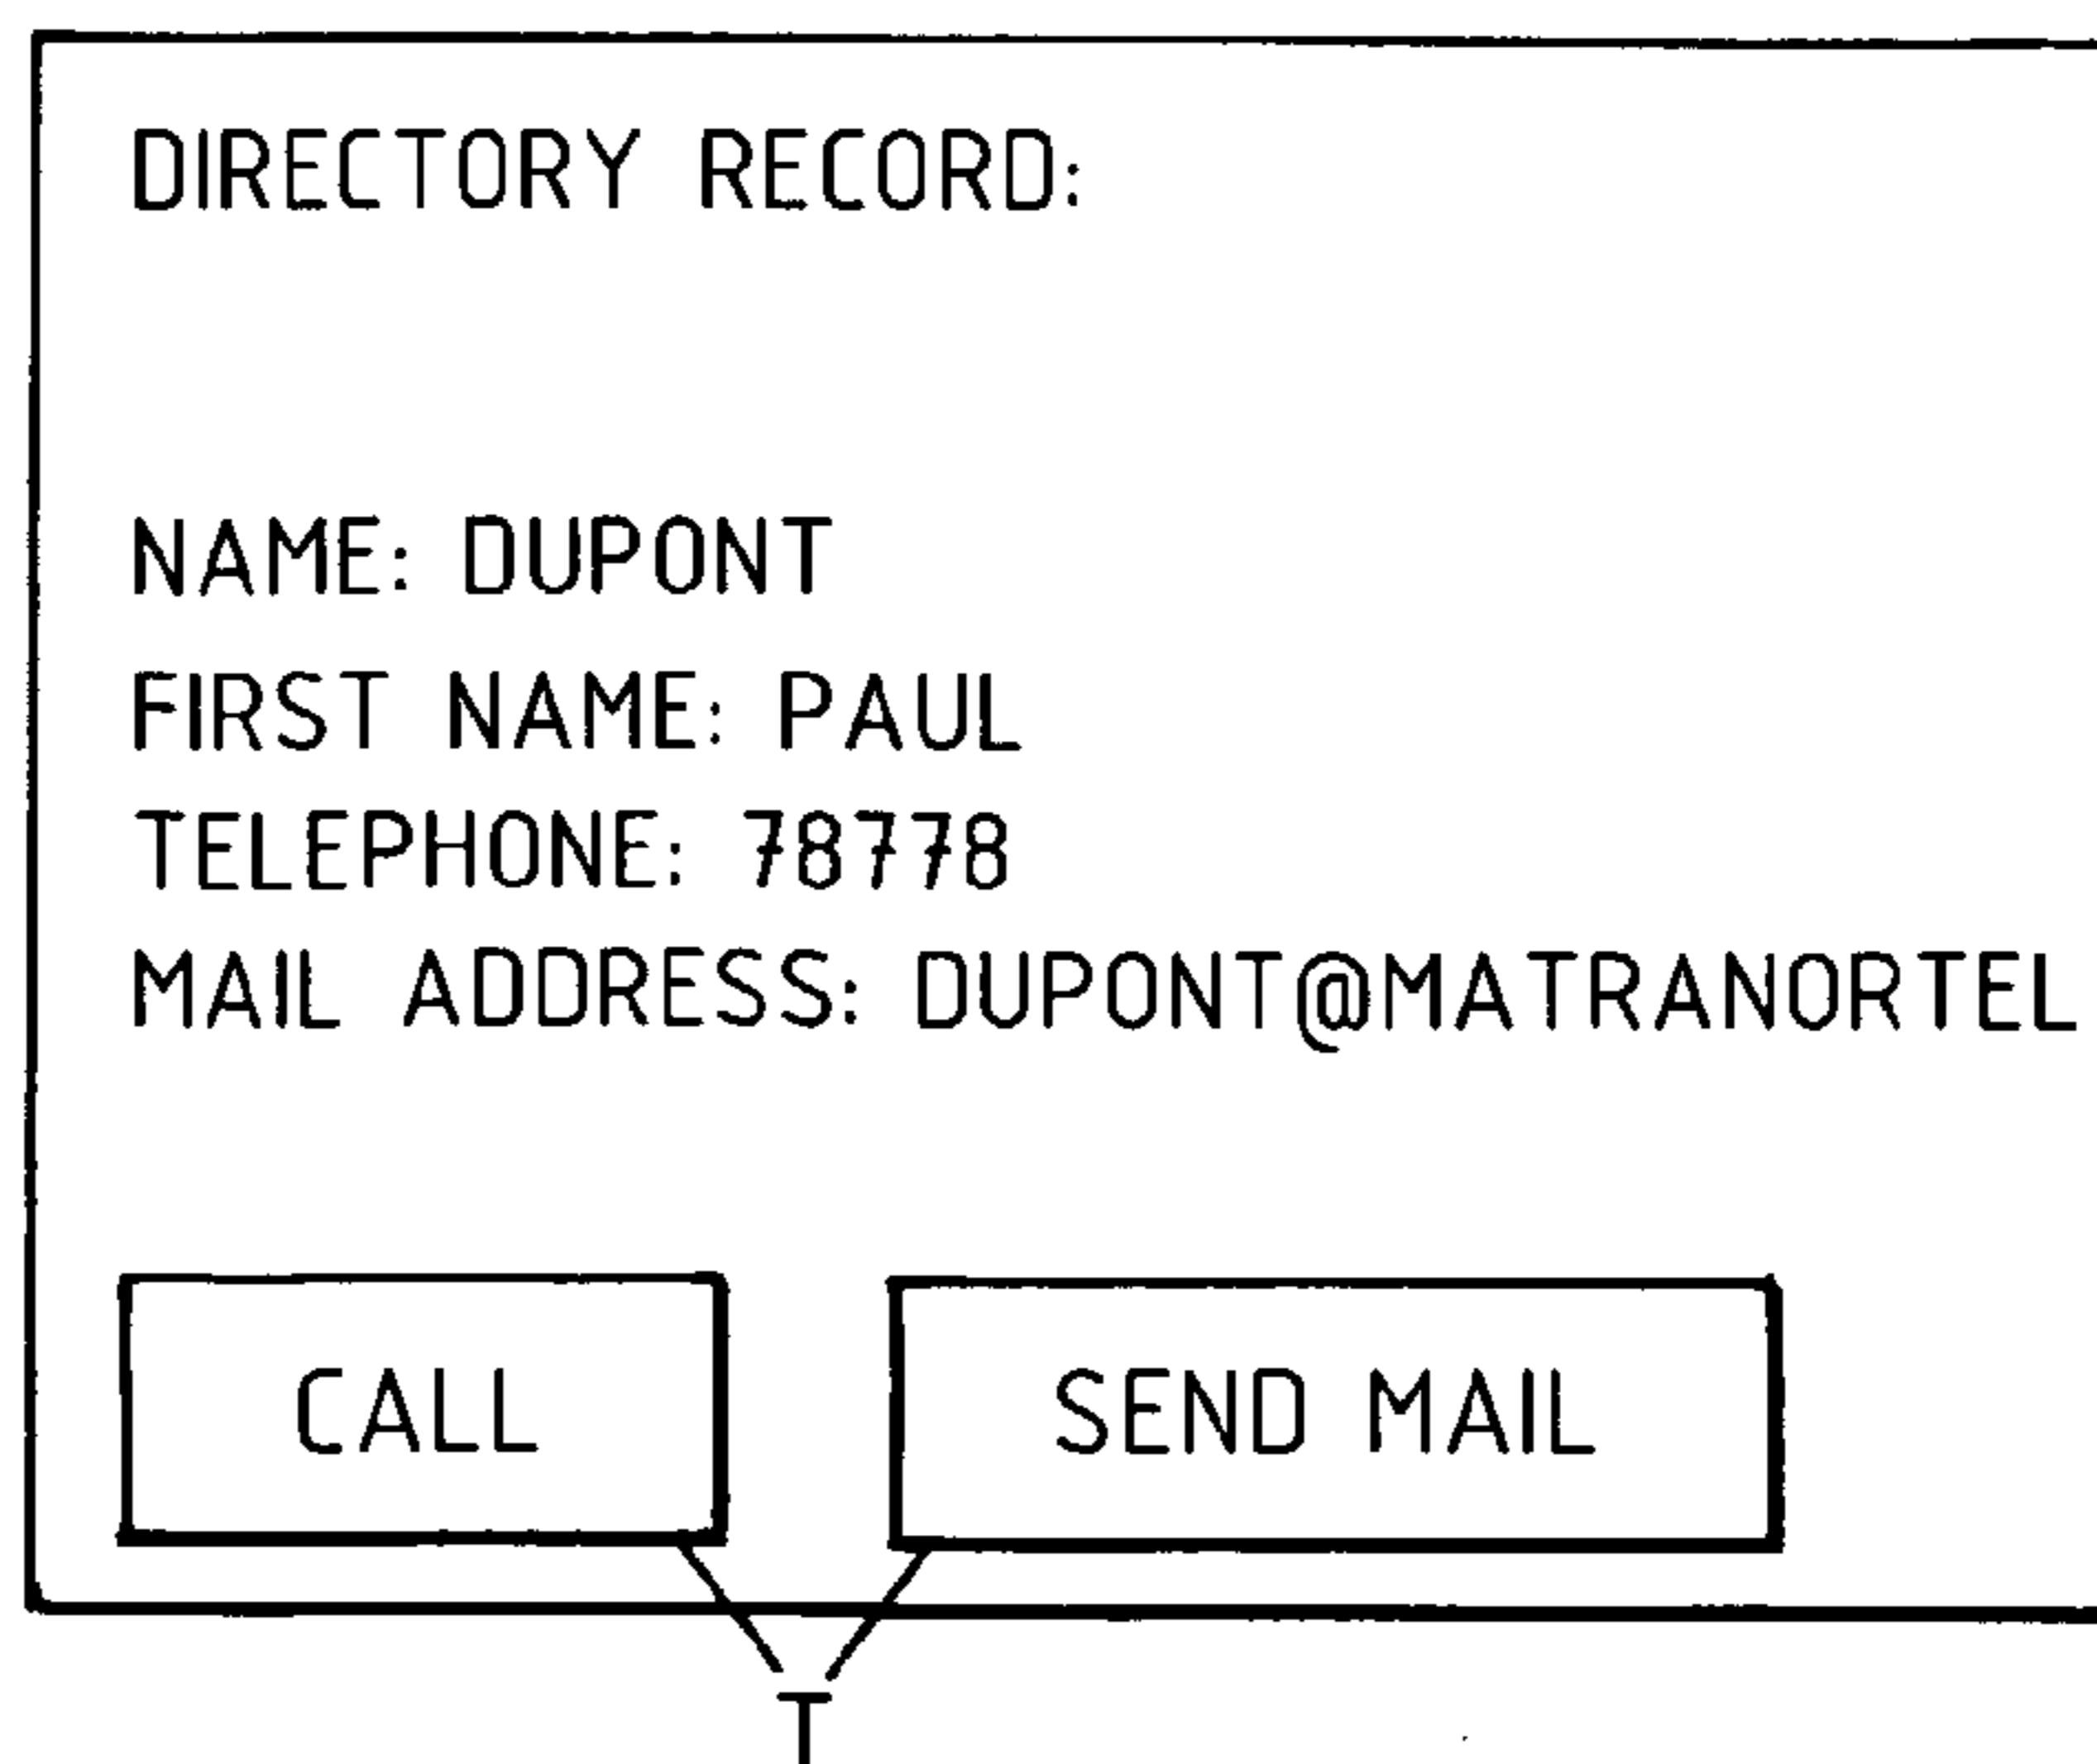 DIRECTORY RECORD:
NAME: DUPONT
FIRST NAME: PAUL
TELEPHONE: 78778
MAIL ADDRESS: DUPONT@MATRANORTEL
CALL
SEND MAIL